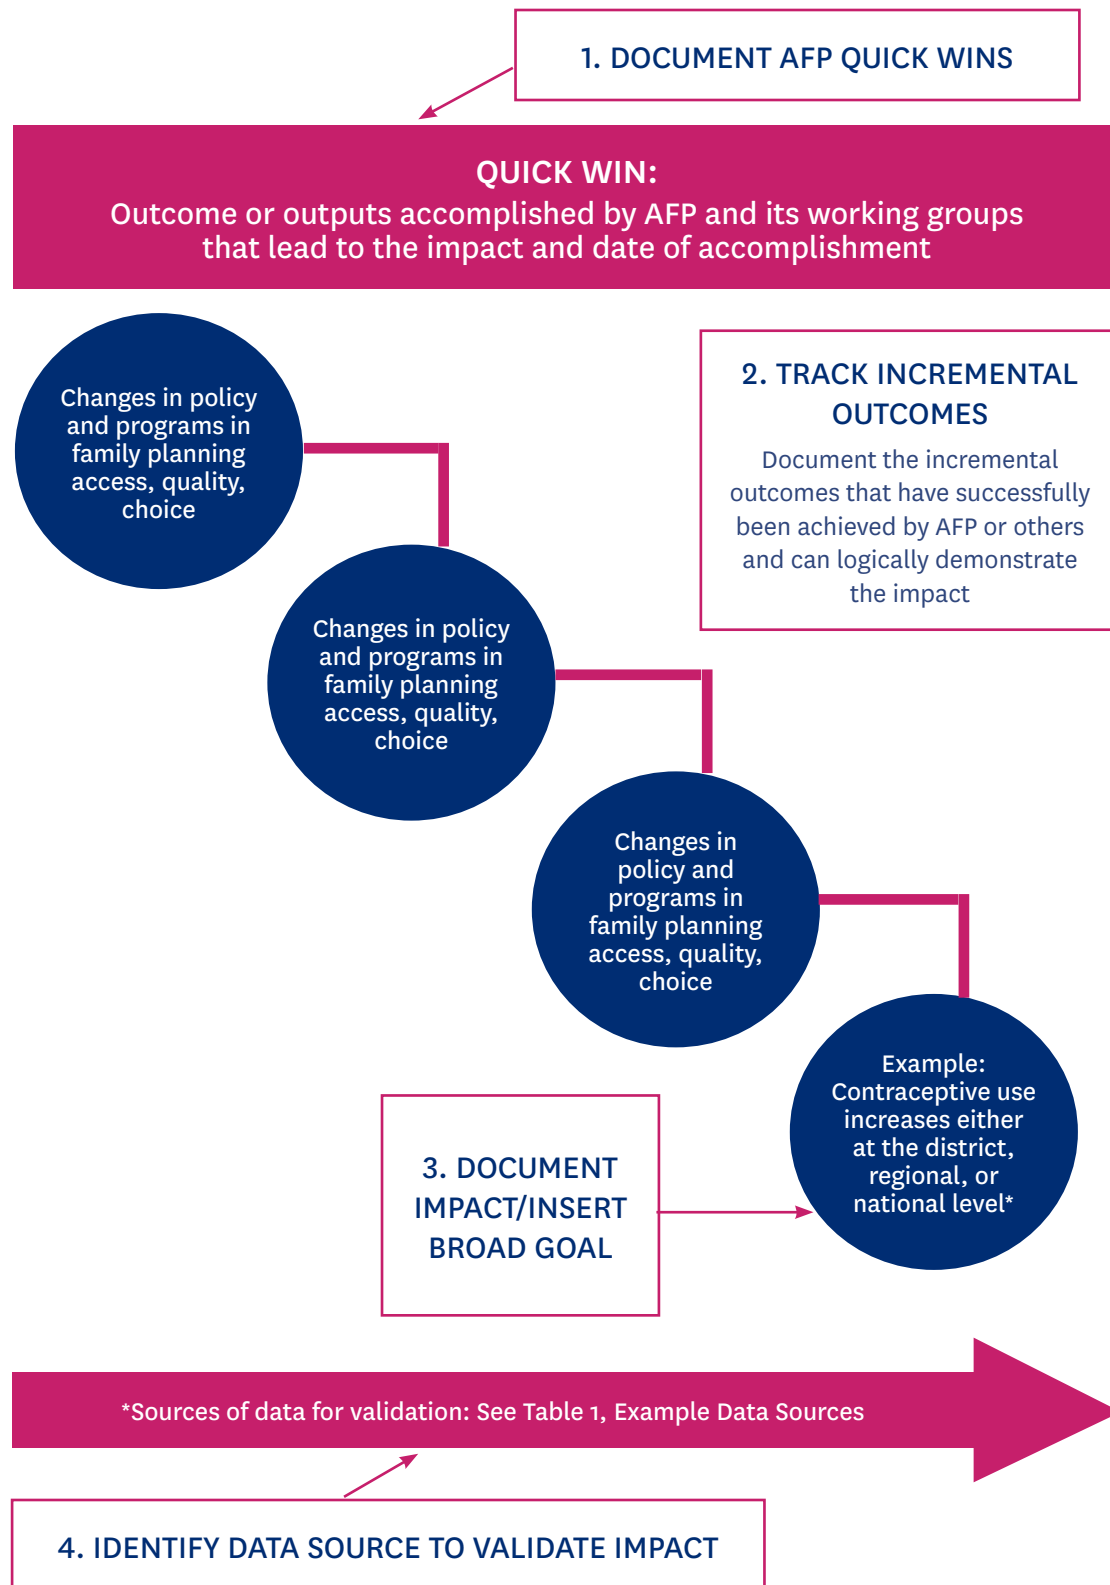 1. DOCUMENT AFP QUICK WINS
QUICK WIN:
Outcome or outputs accomplished by AFP and its working groups
that lead to the impact and date of accomplishment
Changes in policy
and programs in
family planning
access, quality,
choice
2. TRACK INCREMENTAL
OUTCOMES
Document the incremental
outcomes that have successfully
been achieved by AFP or others
and can logically demonstrate
the impact
Changes in policy
and programs in
family planning
access, quality,
choice
Changes in
policy and
programs in
family planning
access, quality,
choice
Example:
Contraceptive use
increases either
at the district,
regional, or
national level*
3. DOCUMENT
IMPACT/INSERT
BROAD GOAL
*Sources of data for validation: See Table 1, Example Data Sources
4. IDENTIFY DATA SOURCE TO VALIDATE IMPACT